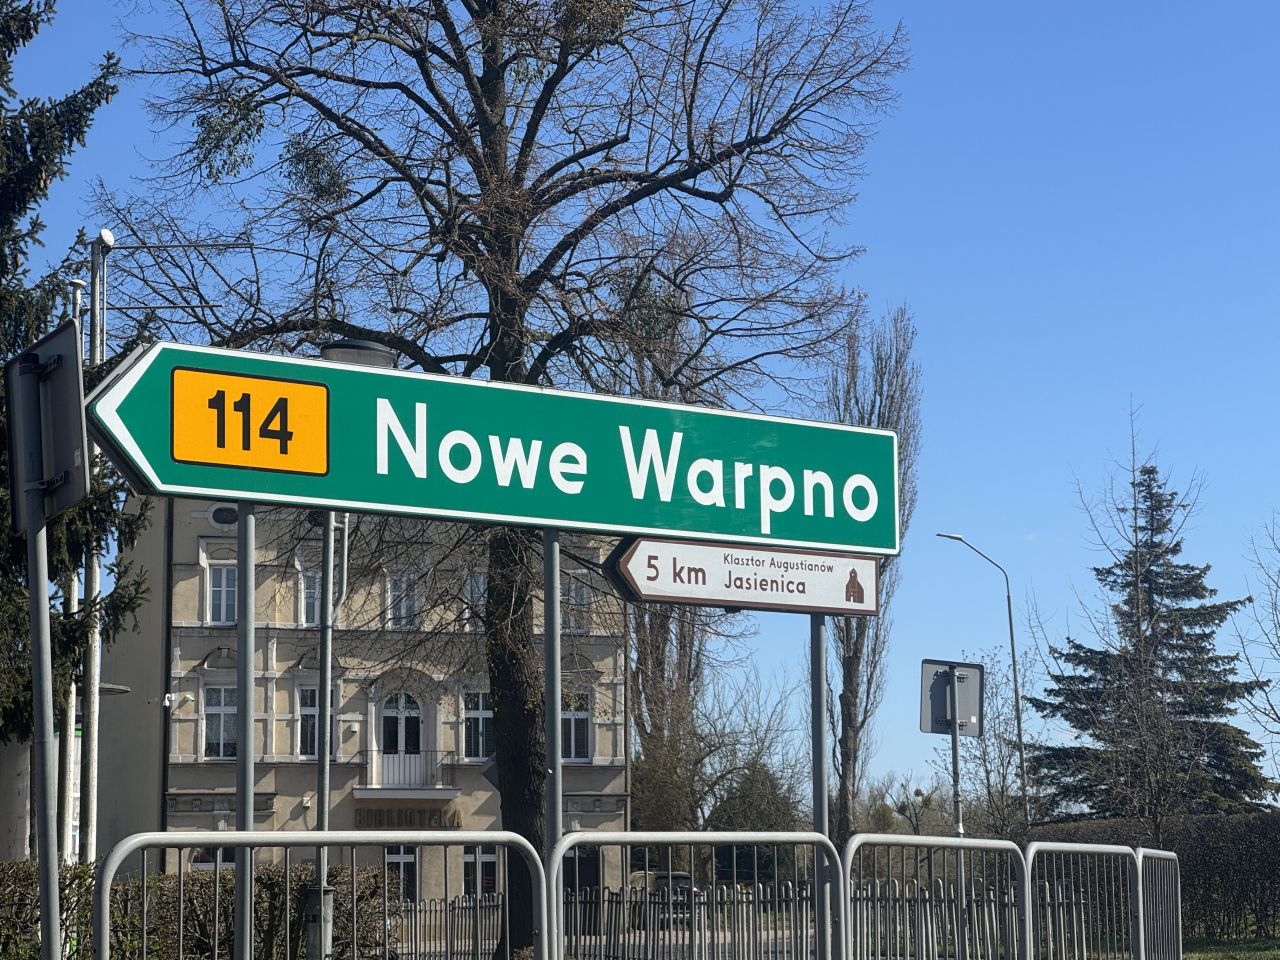 114 Nowe Warpno
5 km Klasztor Augustianów
Jasienica
BIBLIOTEKA